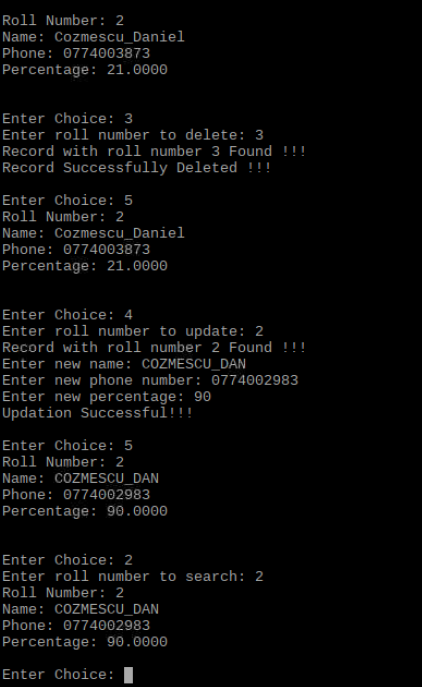 Roll Number: 2
Name: Cozmescu_Daniel
Phone: 0774003873
Percentage: 21.0000
Enter Choice: 3
Enter roll number to delete: 3
Record with roll number 3 Found !!!
Record Successfully Deleted !!!
Enter Choice: 5
Roll Number: 2
Name: Cozmescu_Daniel
Phone: 0774003873
Percentage: 21.0000
Enter Choice: 4
Enter roll number to update: 2
Record with roll number 2 Found !!!
Enter new name: COZMESCU_DAN
Enter new phone number: 0774002983
Enter new percentage: 90
Updation Successful!!!
Enter Choice: 5
Roll Number: 2
Name: COZMESCU_DAN
Phone: 0774002983
Percentage: 90.0000
Enter Choice: 2
Enter roll number to search: 2
Roll Number: 2
Name: COZMESCU_DAN
Phone: 0774002983
Percentage: 90.0000
Enter Choice: